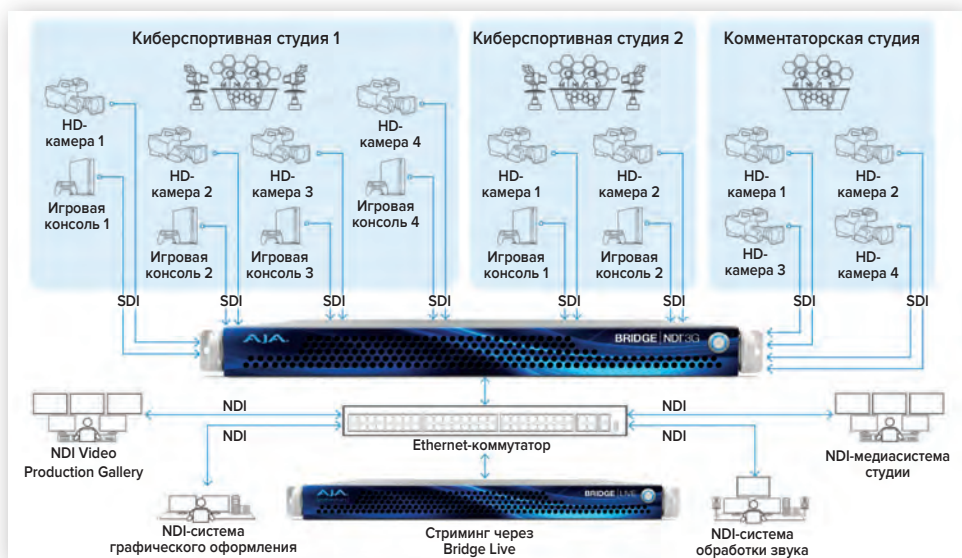 Киберспортивная студия 1
Киберспортивная студия 2
Комментаторская студия
HD-
камера 1
HD-
камера 2
HD-
камера 3
HD-
камера 4
Игровая
консоль 1
Игровая
консоль 2
Игровая
консоль 3
Игровая
консоль 4
HD-
камера 1
HD-
камера 2
Игровая
консоль 1
Игровая
консоль 2
HD-
камера 1
HD-
камера 2
HD-
камера 3
HD-
камера 4
SDI
SDI
SDI
SDI
SDI
SDI
SDI
SDI
AJA
BRIDGE NDI 3G
NDI
NDI
NDI
NDI
Ethernet-коммутатор
NDI Video
Production Gallery
NDI-медиасистема
студии
AJA
BRIDGE LIVE
NDI-система
графического оформления
Стриминг через
Bridge Live
NDI-система
обработки звука